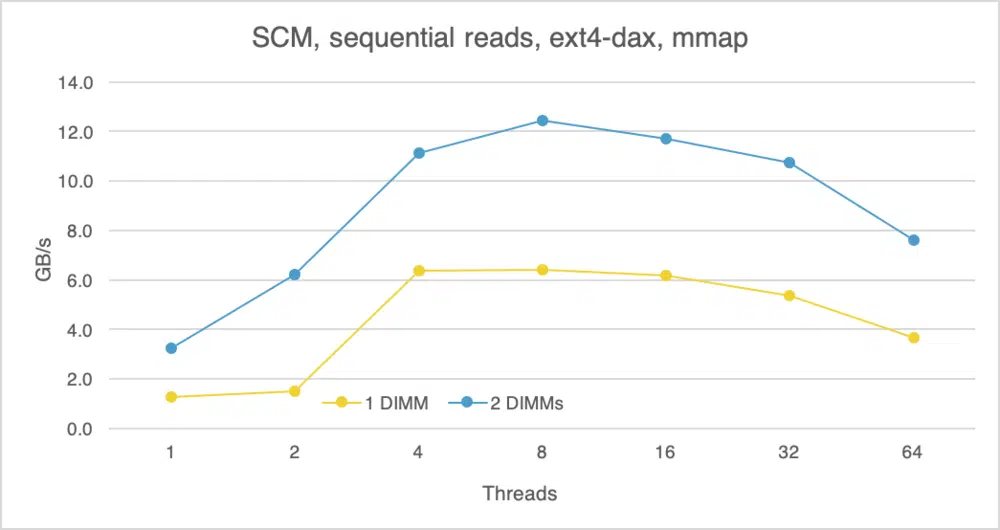 SCM, sequential reads, ext4-dax, mmap
14.0
12.0
10.0
8.0
6.0
4.0
2.0
0.0
GB/s
1 DIMM
2 DIMMs
1 2 4 8 16 32 64
Threads